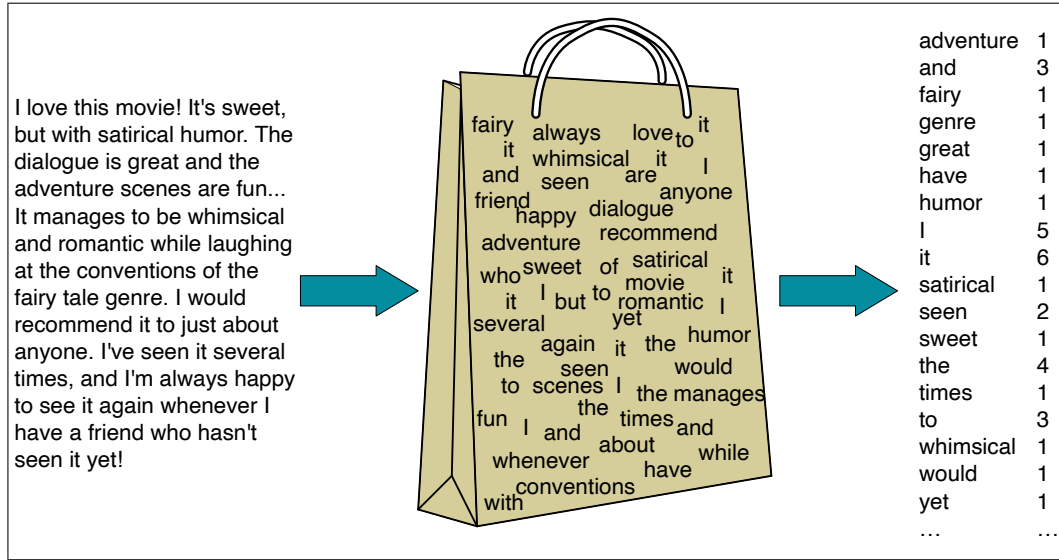 I love this movie! It's sweet,
but with satirical humor. The
dialogue is great and the
adventure scenes are fun...
It manages to be whimsical
and romantic while laughing
at the conventions of the
fairy tale genre. I would
recommend it to just about
anyone. I've seen it several
times, and I'm always happy
to see it again whenever I
have a friend who hasn't
seen it yet!
fairy always love to it
it whimsical it I
and seen are anyone
friend happy dialogue
adventure recommend
who sweet of satirical
it I but to movie it
romantic I
several yet
again it the humor
the seen would
to scenes I the manages
the times
fun I and about and
whenever have while
with conventions
adventure 1
and 3
fairy 1
genre 1
great 1
have 1
humor 1
I 5
it 6
satirical 1
seen 2
sweet 1
the 4
times 1
to 3
whimsical 1
would 1
yet 1
... ...